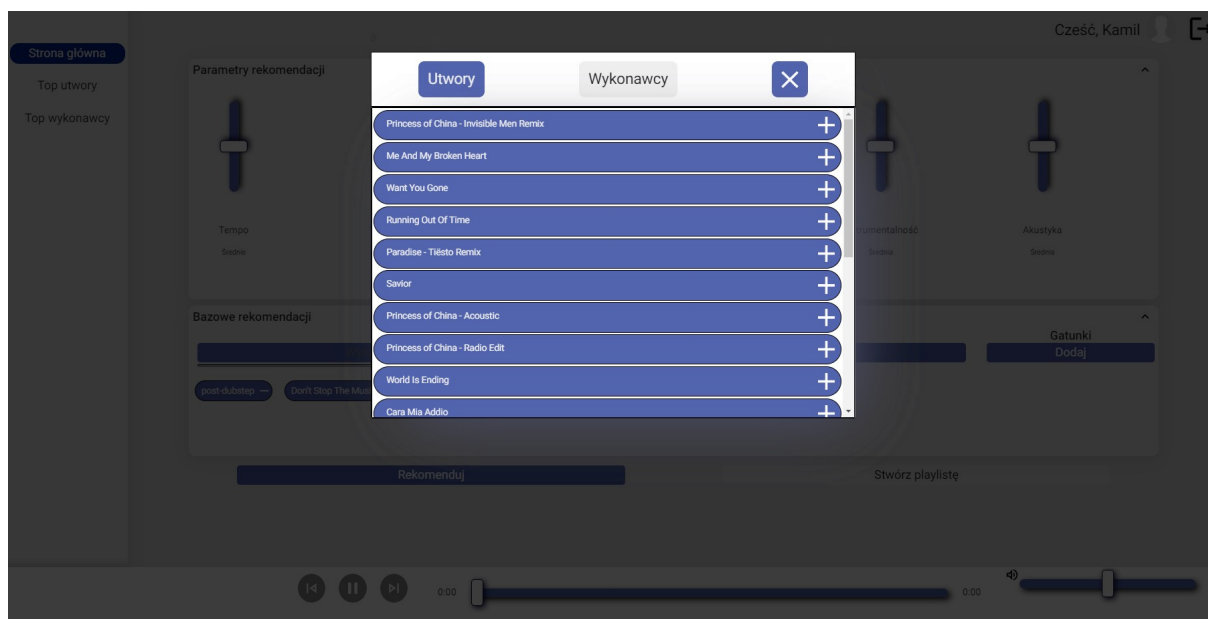 Cześć, Kamil
Strona główna
Top utwory
Top wykonawcy
Parametry rekomendacji
Tempo
Średnie
Akustyka
Średnia
Średnia
Utwory
Wykonawcy
Princess of China - Invisible Men Remix
Me And My Broken Heart
Want You Gone
Running Out Of Time
Paradise - Tiësto Remix
Savior
Princess of China - Acoustic
Princess of China - Radio Edit
World Is Ending
Cara Mia Addio
Bazowe rekomendacji
Gatunki
Dodaj
post-dubstep
Don't Stop The
Rekomenduj
Stwórz playlistę
0:00
0:00